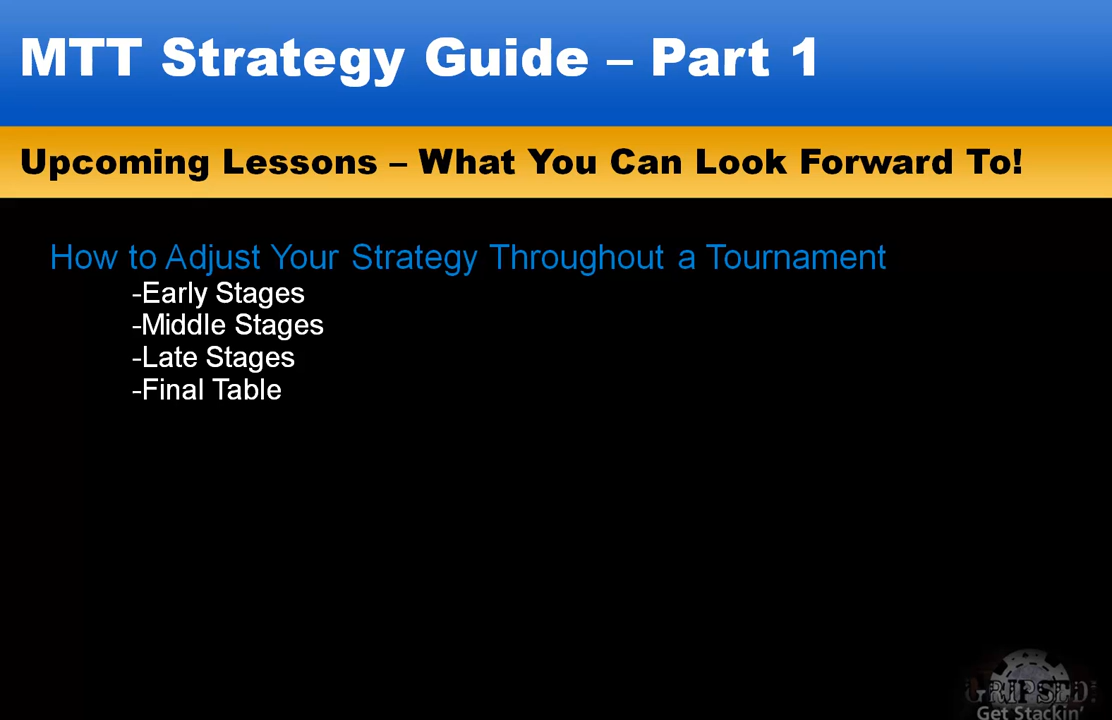 MTT Strategy Guide – Part 1
Upcoming Lessons – What You Can Look Forward To!
How to Adjust Your Strategy Throughout a Tournament
-Early Stages
-Middle Stages
-Late Stages
-Final Table
GRIPSED
Get Stackin'